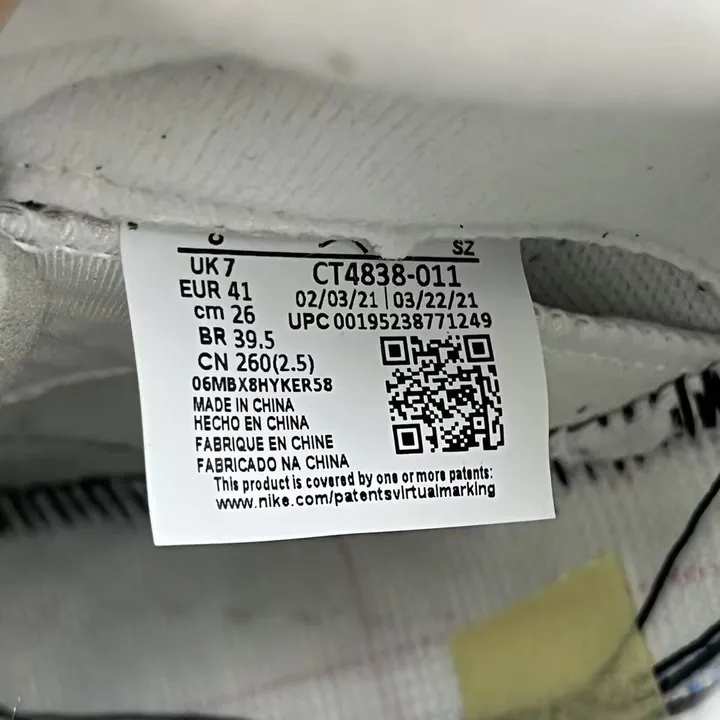 SZ
UK 7
EUR 41
cm 26
BR 39.5
CN 260(2.5)
CT4838-011
02/03/21 | 03/22/21
UPC 00195238771249
06MBX8HYKER58
MADE IN CHINA
HECHO EN CHINA
FABRIQUE EN CHINE
FABRICADO NA CHINA
This product is covered by one or more patents:
www.nike.com/patentsvirtualmarking